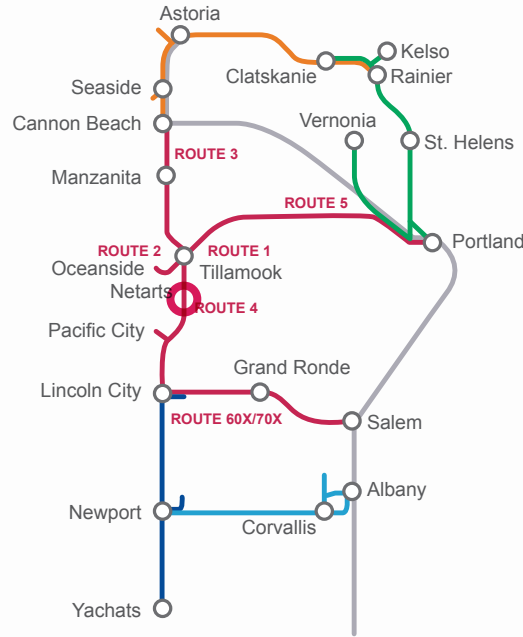 Astoria
Kelso
Clatskanie
Rainier
Seaside
Vernonia
Cannon Beach
St. Helens
ROUTE 3
Manzanita
ROUTE 5
Portland
ROUTE 2
ROUTE 1
Oceanside
Tillamook
Netarts
ROUTE 4
Pacific City
Grand Ronde
Lincoln City
ROUTE 60X/70X
Salem
Albany
Newport
Corvallis
Yachats